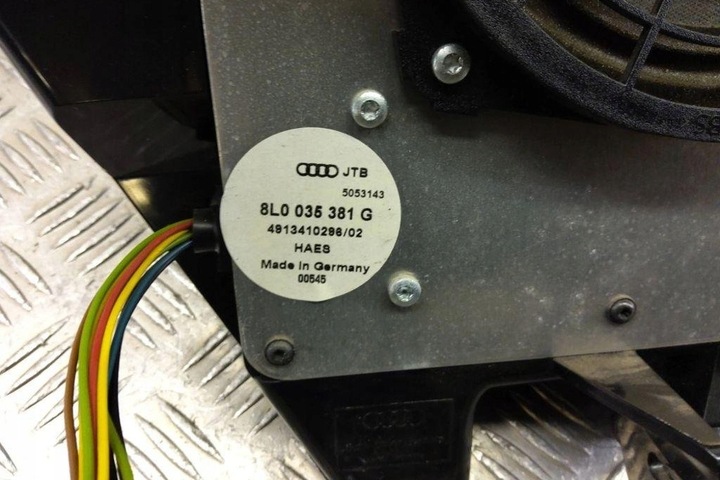 JTB
5053143
8L0 035 381 G
4913410296/02
HAES
Made in Germany
00545